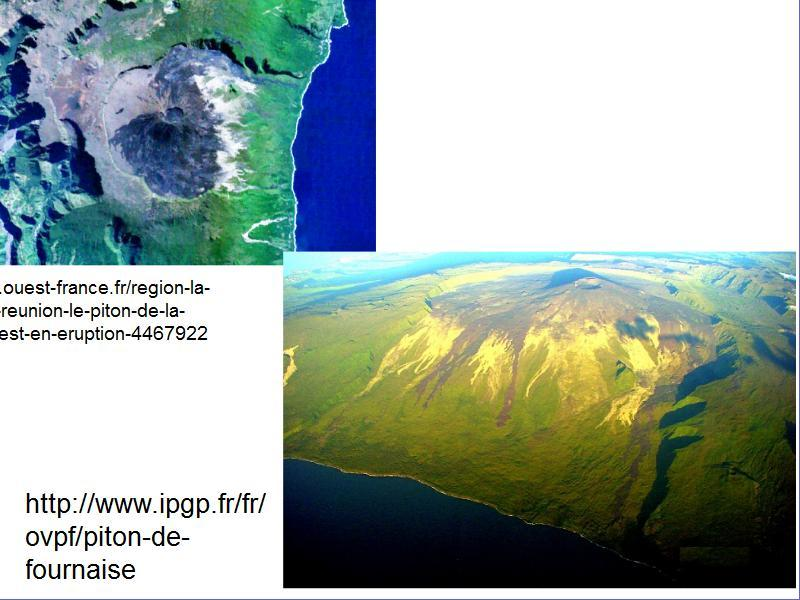 .ouest-france.fr/region-la-
-reunion-le-piton-de-la-
est-en-eruption-4467922
http://www.ipgp.fr/fr/
ovpf/piton-de-
fournaise